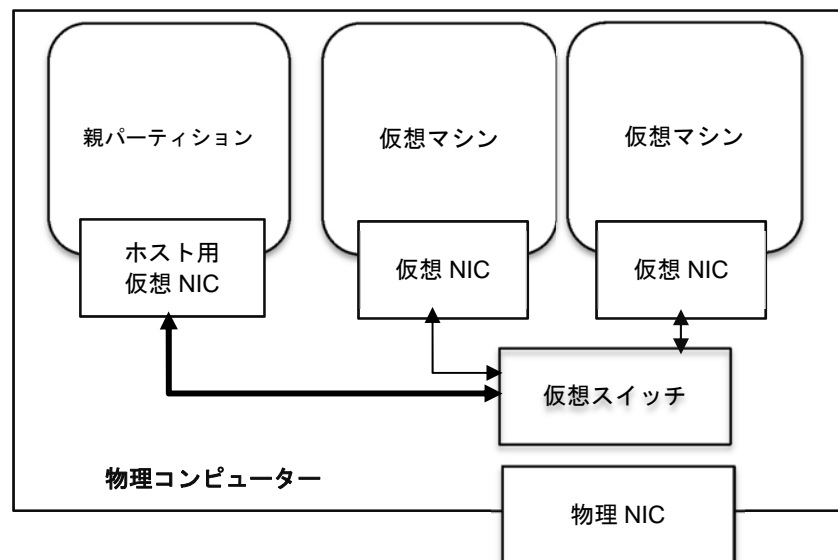 親パーティション
仮想マシン
仮想マシン
ホスト用
仮想 NIC
仮想 NIC
仮想 NIC
仮想スイッチ
物理コンピューター
物理 NIC